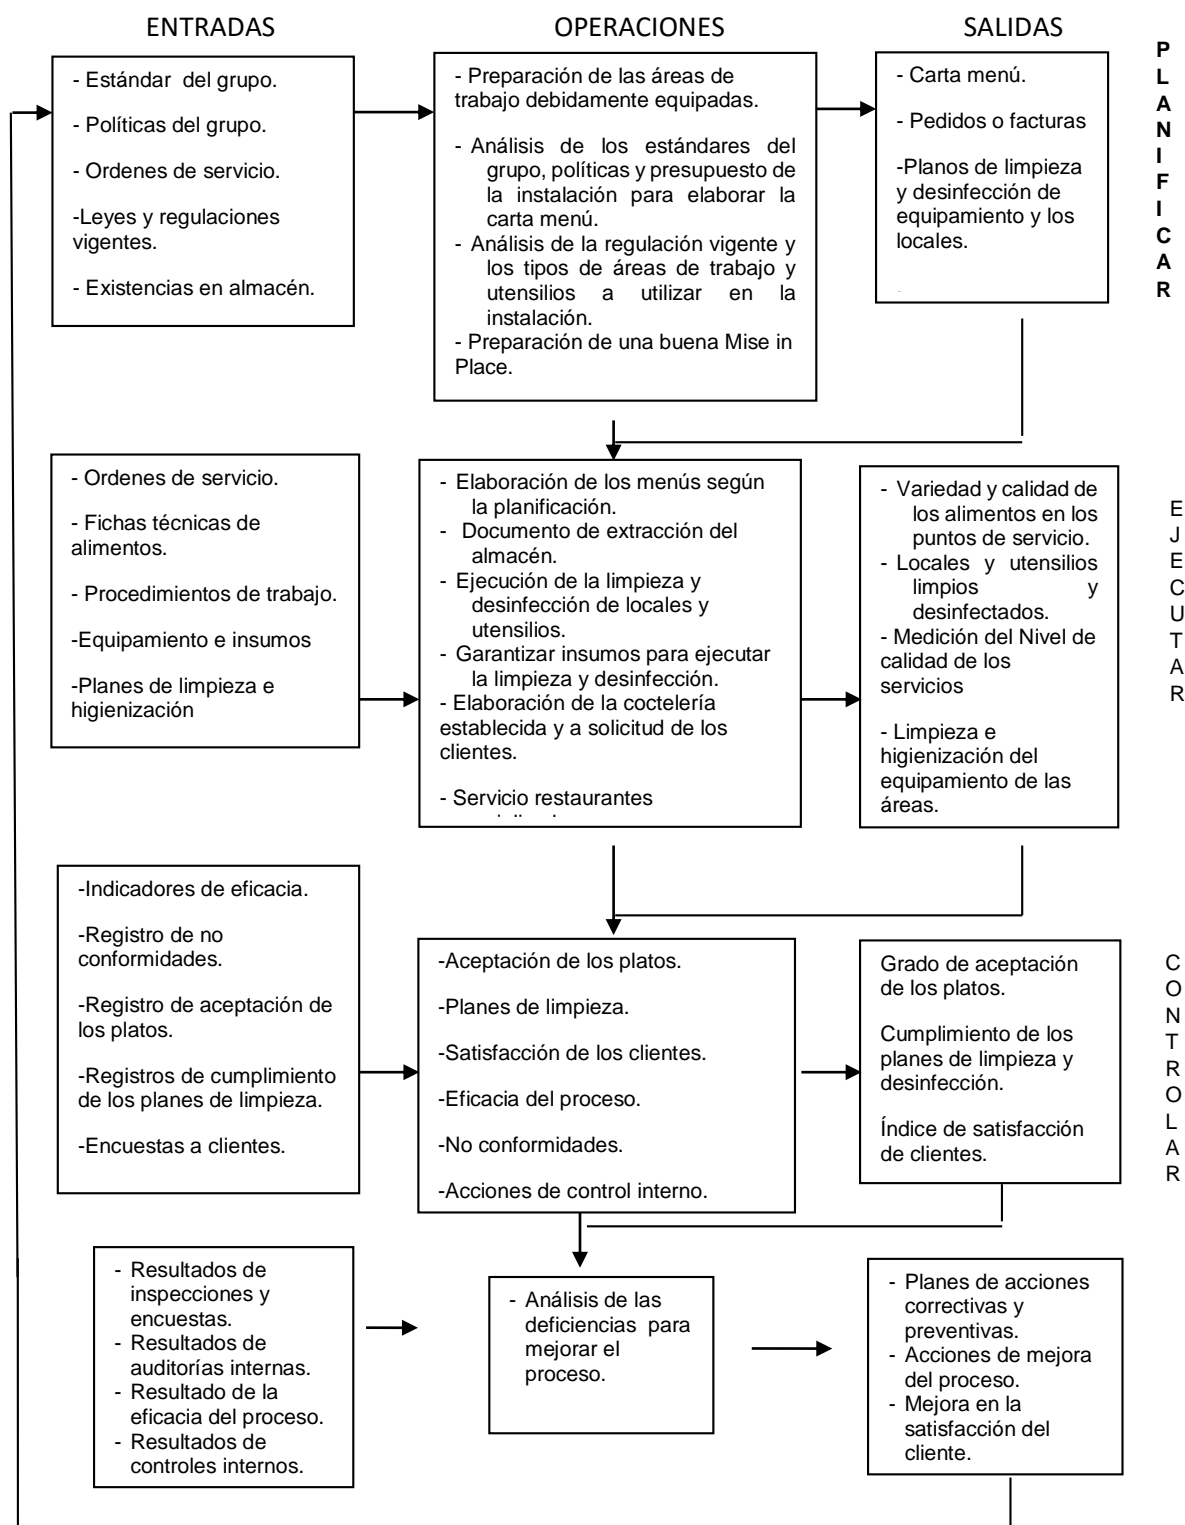 ENTRADAS
OPERACIONES
SALIDAS
- Estándar del grupo.
- Políticas del grupo.
- Ordenes de servicio.
-Leyes y regulaciones
vigentes.
- Existencias en almacén.
- Preparación de las áreas de
trabajo debidamente equipadas.
- Análisis de los estándares del
grupo, políticas y presupuesto de
la instalación para elaborar la
carta menú.
- Análisis de la regulación vigente y
los tipos de áreas de trabajo y
utensilios a utilizar en la
instalación.
- Preparación de una buena Mise in
Place.
- Carta menú.
- Pedidos o facturas
-Planos de limpieza
y desinfección de
equipamiento y los
locales.
P
L
A
N
I
F
I
C
A
R
- Ordenes de servicio.
- Fichas técnicas de
alimentos.
- Procedimientos de trabajo.
-Equipamiento e insumos
-Planes de limpieza e
higienización
- Elaboración de los menús según
la planificación.
- Documento de extracción del
almacén.
- Ejecución de la limpieza y
desinfección de locales y
utensilios.
- Garantizar insumos para ejecutar
la limpieza y desinfección.
- Elaboración de la coctelería
establecida y a solicitud de los
clientes.
- Servicio restaurantes
- Variedad y calidad de
los alimentos en los
puntos de servicio.
- Locales y utensilios
limpios y
desinfectados.
- Medición del Nivel de
calidad de los
servicios
- Limpieza e
higienización del
equipamiento de las
áreas.
E
J
E
C
U
T
A
R
-Indicadores de eficacia.
-Registro de no
conformidades.
-Registro de aceptación de
los platos.
-Registros de cumplimiento
de los planes de limpieza.
-Encuestas a clientes.
-Aceptación de los platos.
-Planes de limpieza.
-Satisfacción de los clientes.
-Eficacia del proceso.
-No conformidades.
-Acciones de control interno.
Grado de aceptación
de los platos.
Cumplimiento de los
planes de limpieza y
desinfección.
Índice de satisfacción
de clientes.
C
O
N
T
R
O
L
A
R
- Resultados de
inspecciones y
encuestas.
- Resultados de
auditorías internas.
- Resultado de la
eficacia del proceso.
- Resultados de
controles internos.
- Análisis de las
deficiencias para
mejorar el
proceso.
- Planes de acciones
correctivas y
preventivas.
- Acciones de mejora
del proceso.
- Mejora en la
satisfacción del
cliente.